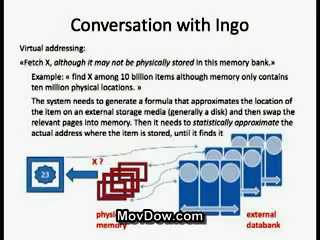 Conversation with Ingo
Virtual addressing:
«Fetch X, although it may not be physically stored in this memory bank.»
Example: « find X among 10 billion items although memory only contains
ten million physical locations. »
The system needs to generate a formula that approximates the location
of the item on an external storage media (generally a disk) and then swap the
relevant pages into memory. Then it needs to statistically approximate the
actual address where the item is stored, until it finds it
X ?
23
physi
memory
external
databank
MovDow.com